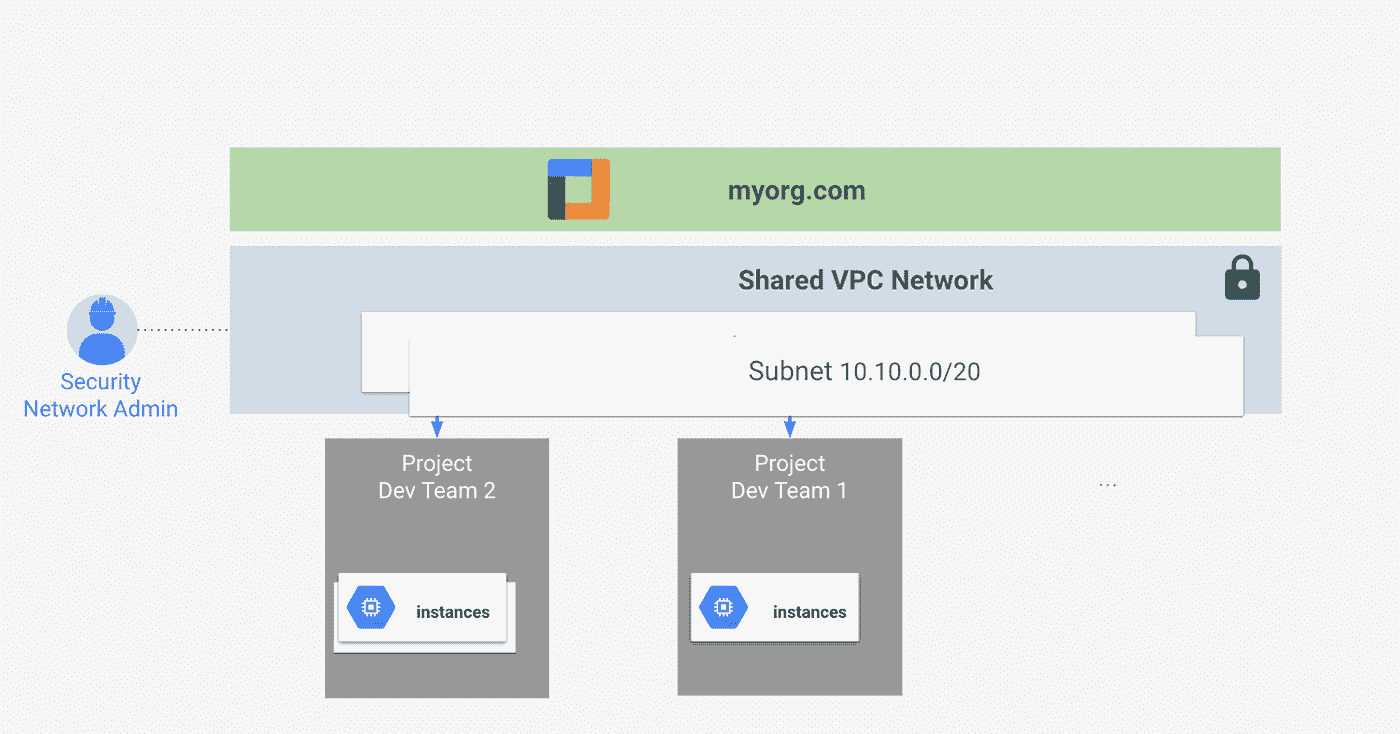 myorg.com
Shared VPC Network
Subnet 10.10.0.0/20
Security
Network Admin
Project
Dev Team 2
Project
Dev Team 1
...
instances
instances